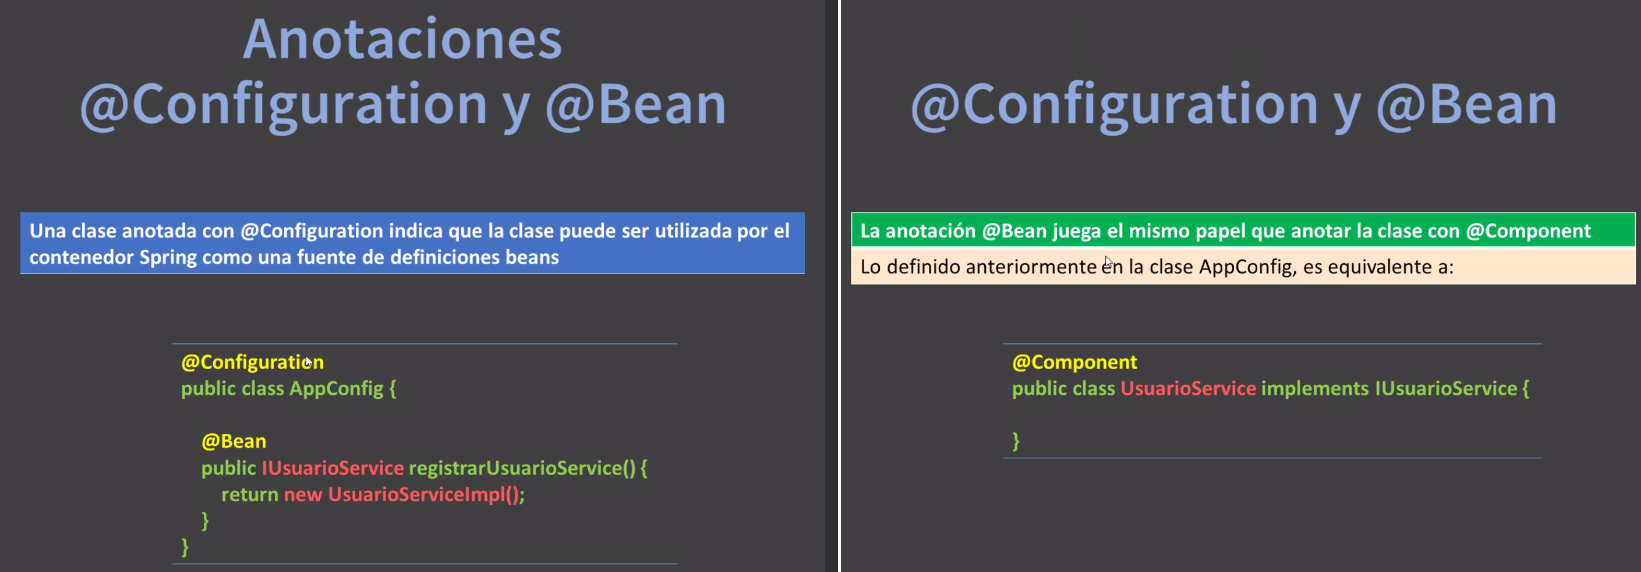 Anotaciones
@Configuration y @Bean
Una clase anotada con @Configuration indica que la clase puede ser utilizada por el
contenedor Spring como una fuente de definiciones beans
@Configuration
public class AppConfig {
@Bean
public IUsuarioService registrarUsuarioService() {
return new UsuarioServiceImpl();
}
}
@Configuration y @Bean
La anotación @Bean juega el mismo papel que anotar la clase con @Component
Lo definido anteriormente en la clase AppConfig, es equivalente a:
@Component
public class UsuarioService implements IUsuarioService {
}